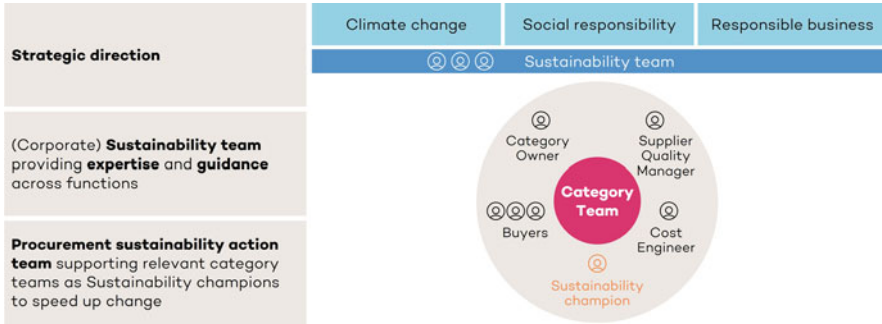 Climate change
Social responsibility
Responsible business
Strategic direction
Sustainability team
(Corporate) Sustainability team
providing expertise and guidance
across functions
Category
Owner
Supplier
Quality
Manager
Category
Team
Buyers
Cost
Engineer
Sustainability
champion
Procurement sustainability action
team supporting relevant category
teams as Sustainability champions
to speed up change